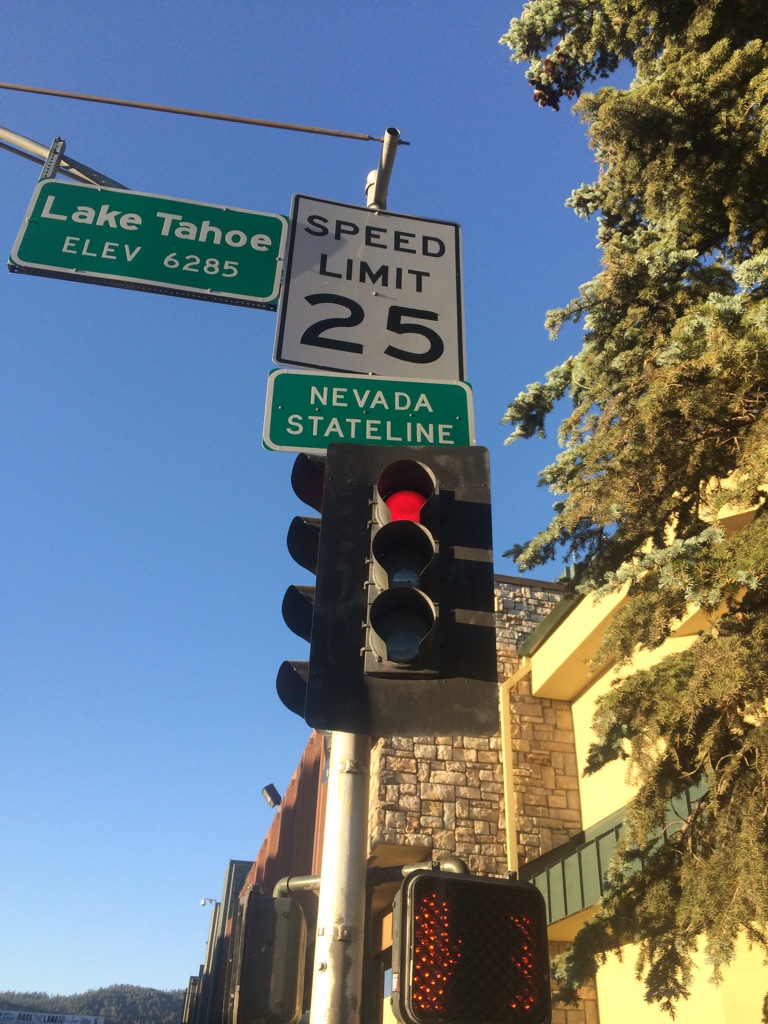 Lake Tahoe
ELEV 6285
SPEED
LIMIT
25
NEVADA
STATELINE